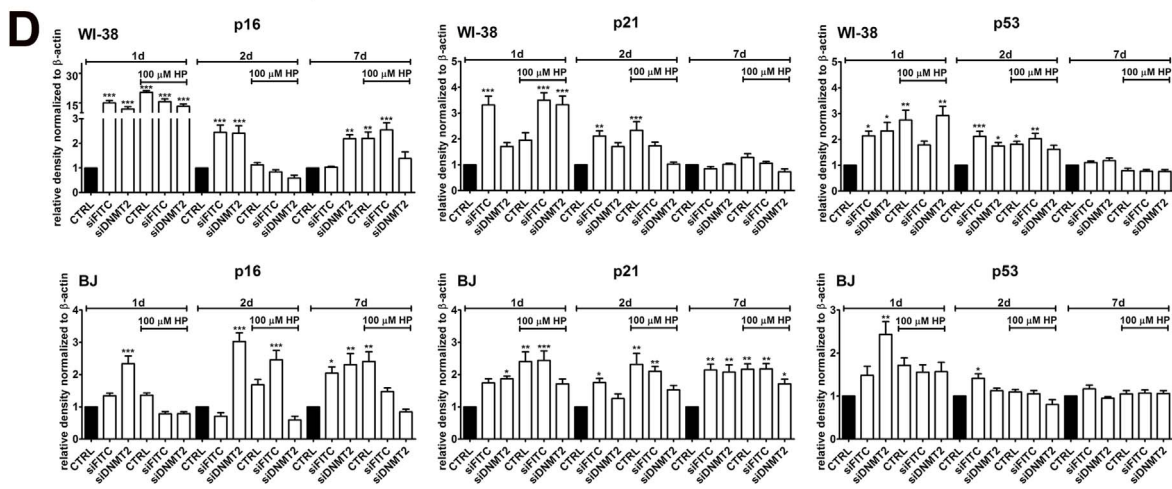 D
WI-38
p16
1d
2d
7d
100 µM HP
100 µM HP
100 µM HP
relative density normalized to β-actin
30
15
3
2
1
0
*** *** *** *** *** ***
*** ***
** ** ***
CTRL siFITC siDNMT2 CTRL siFITC siDNMT2 CTRL siFITC siDNMT2 CTRL siFITC siDNMT2 CTRL siFITC siDNMT2 CTRL siFITC siDNMT2
WI-38
p21
1d
2d
7d
100 µM HP
100 µM HP
100 µM HP
relative density normalized to β-actin
5
4
3
2
1
0
*** *** ***
** ***
CTRL siFITC siDNMT2 CTRL siFITC siDNMT2 CTRL siFITC siDNMT2 CTRL siFITC siDNMT2 CTRL siFITC siDNMT2 CTRL siFITC siDNMT2
WI-38
p53
1d
2d
7d
100 µM HP
100 µM HP
100 µM HP
relative density normalized to β-actin
5
4
3
2
1
0
* * ** **
*** * * **
CTRL siFITC siDNMT2 CTRL siFITC siDNMT2 CTRL siFITC siDNMT2 CTRL siFITC siDNMT2 CTRL siFITC siDNMT2 CTRL siFITC siDNMT2
BJ
p16
1d
2d
7d
100 µM HP
100 µM HP
100 µM HP
relative density normalized to β-actin
4
3
2
1
0
***
*** ***
* ** **
CTRL siFITC siDNMT2 CTRL siFITC siDNMT2 CTRL siFITC siDNMT2 CTRL siFITC siDNMT2 CTRL siFITC siDNMT2 CTRL siFITC siDNMT2
BJ
p21
1d
2d
7d
100 µM HP
100 µM HP
100 µM HP
relative density normalized to β-actin
4
3
2
1
0
* ** ***
* ** **
** ** ** ** *
CTRL siFITC siDNMT2 CTRL siFITC siDNMT2 CTRL siFITC siDNMT2 CTRL siFITC siDNMT2 CTRL siFITC siDNMT2 CTRL siFITC siDNMT2
BJ
p53
1d
2d
7d
100 µM HP
100 µM HP
100 µM HP
relative density normalized to β-actin
3
2
1
0
**
*
CTRL siFITC siDNMT2 CTRL siFITC siDNMT2 CTRL siFITC siDNMT2 CTRL siFITC siDNMT2 CTRL siFITC siDNMT2 CTRL siFITC siDNMT2